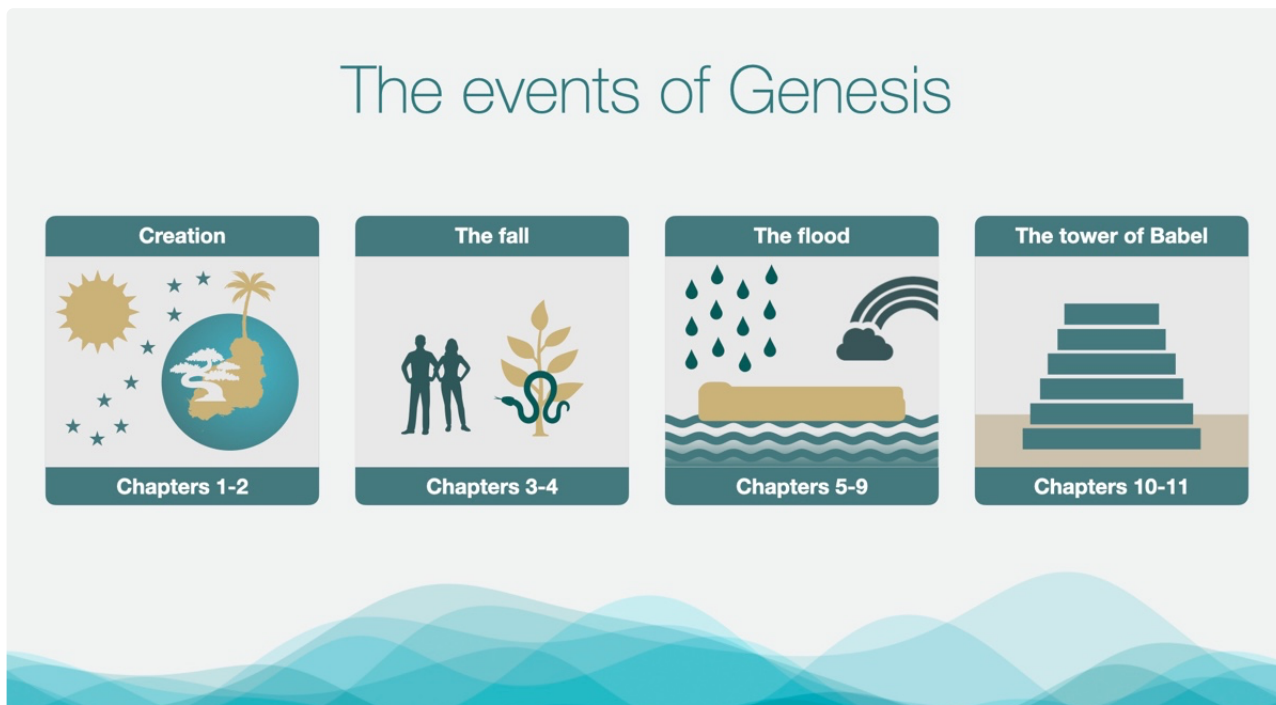 The events of Genesis
Creation
Chapters 1-2
The fall
Chapters 3-4
The flood
Chapters 5-9
The tower of Babel
Chapters 10-11